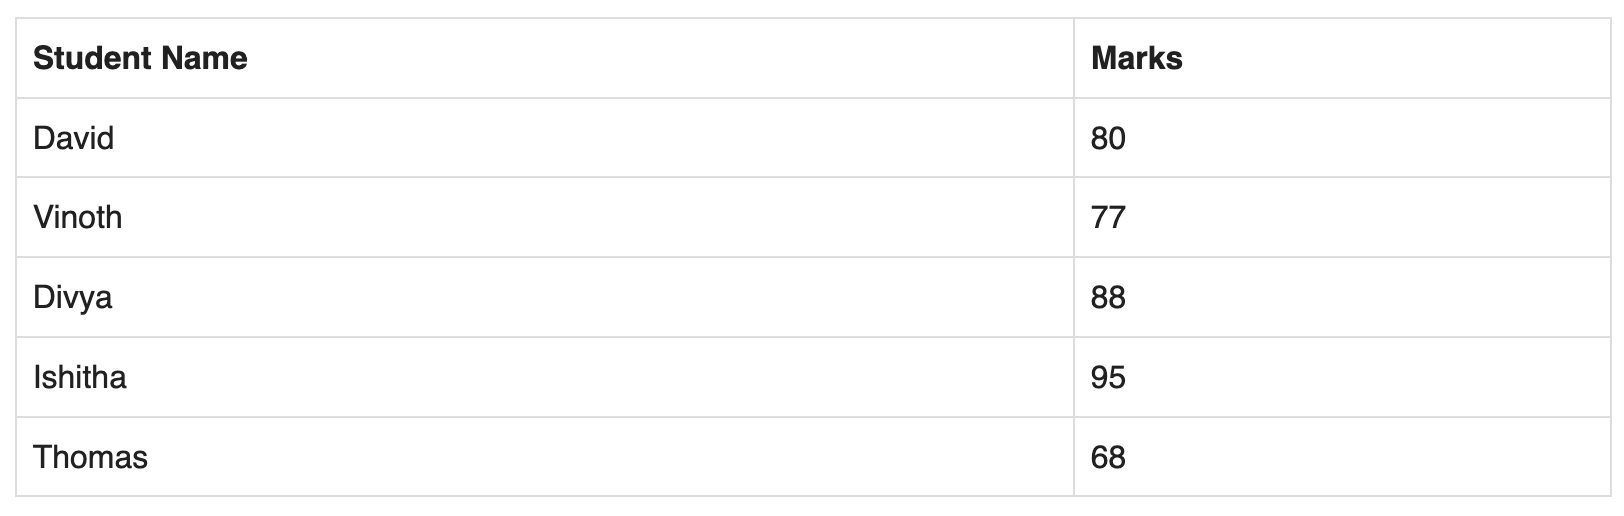 Student Name Marks
David 80
Vinoth 77
Divya 88
Ishitha 95
Thomas 68